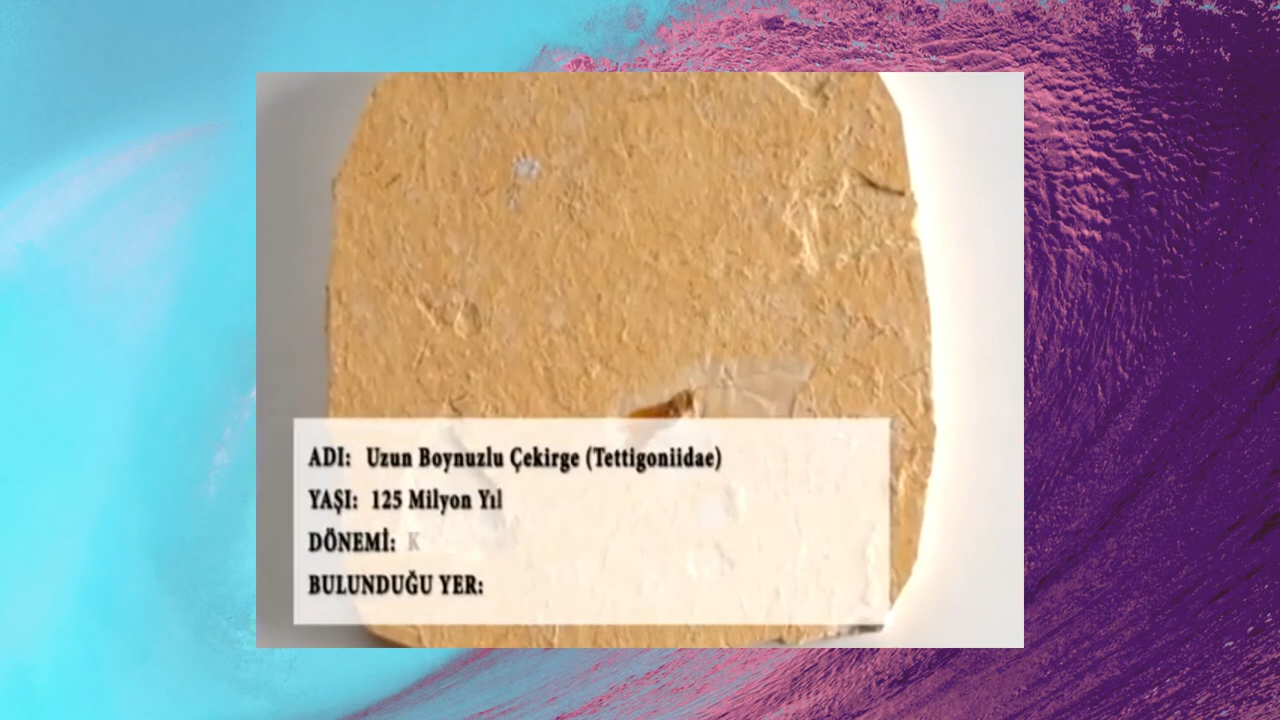 ADI: Uzun Boynuzlu Çekirge (Tettigoniidae)
YAŞI: 125 Milyon Yıl
DÖNEMİ: K
BULUNDUĞU YER: